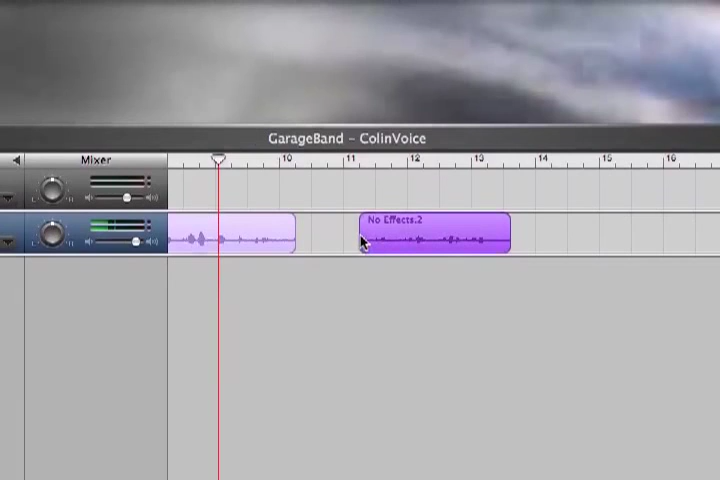 GarageBand – ColinVoice
Mixer
10 11 12 13 14 15 16
No Effects.2